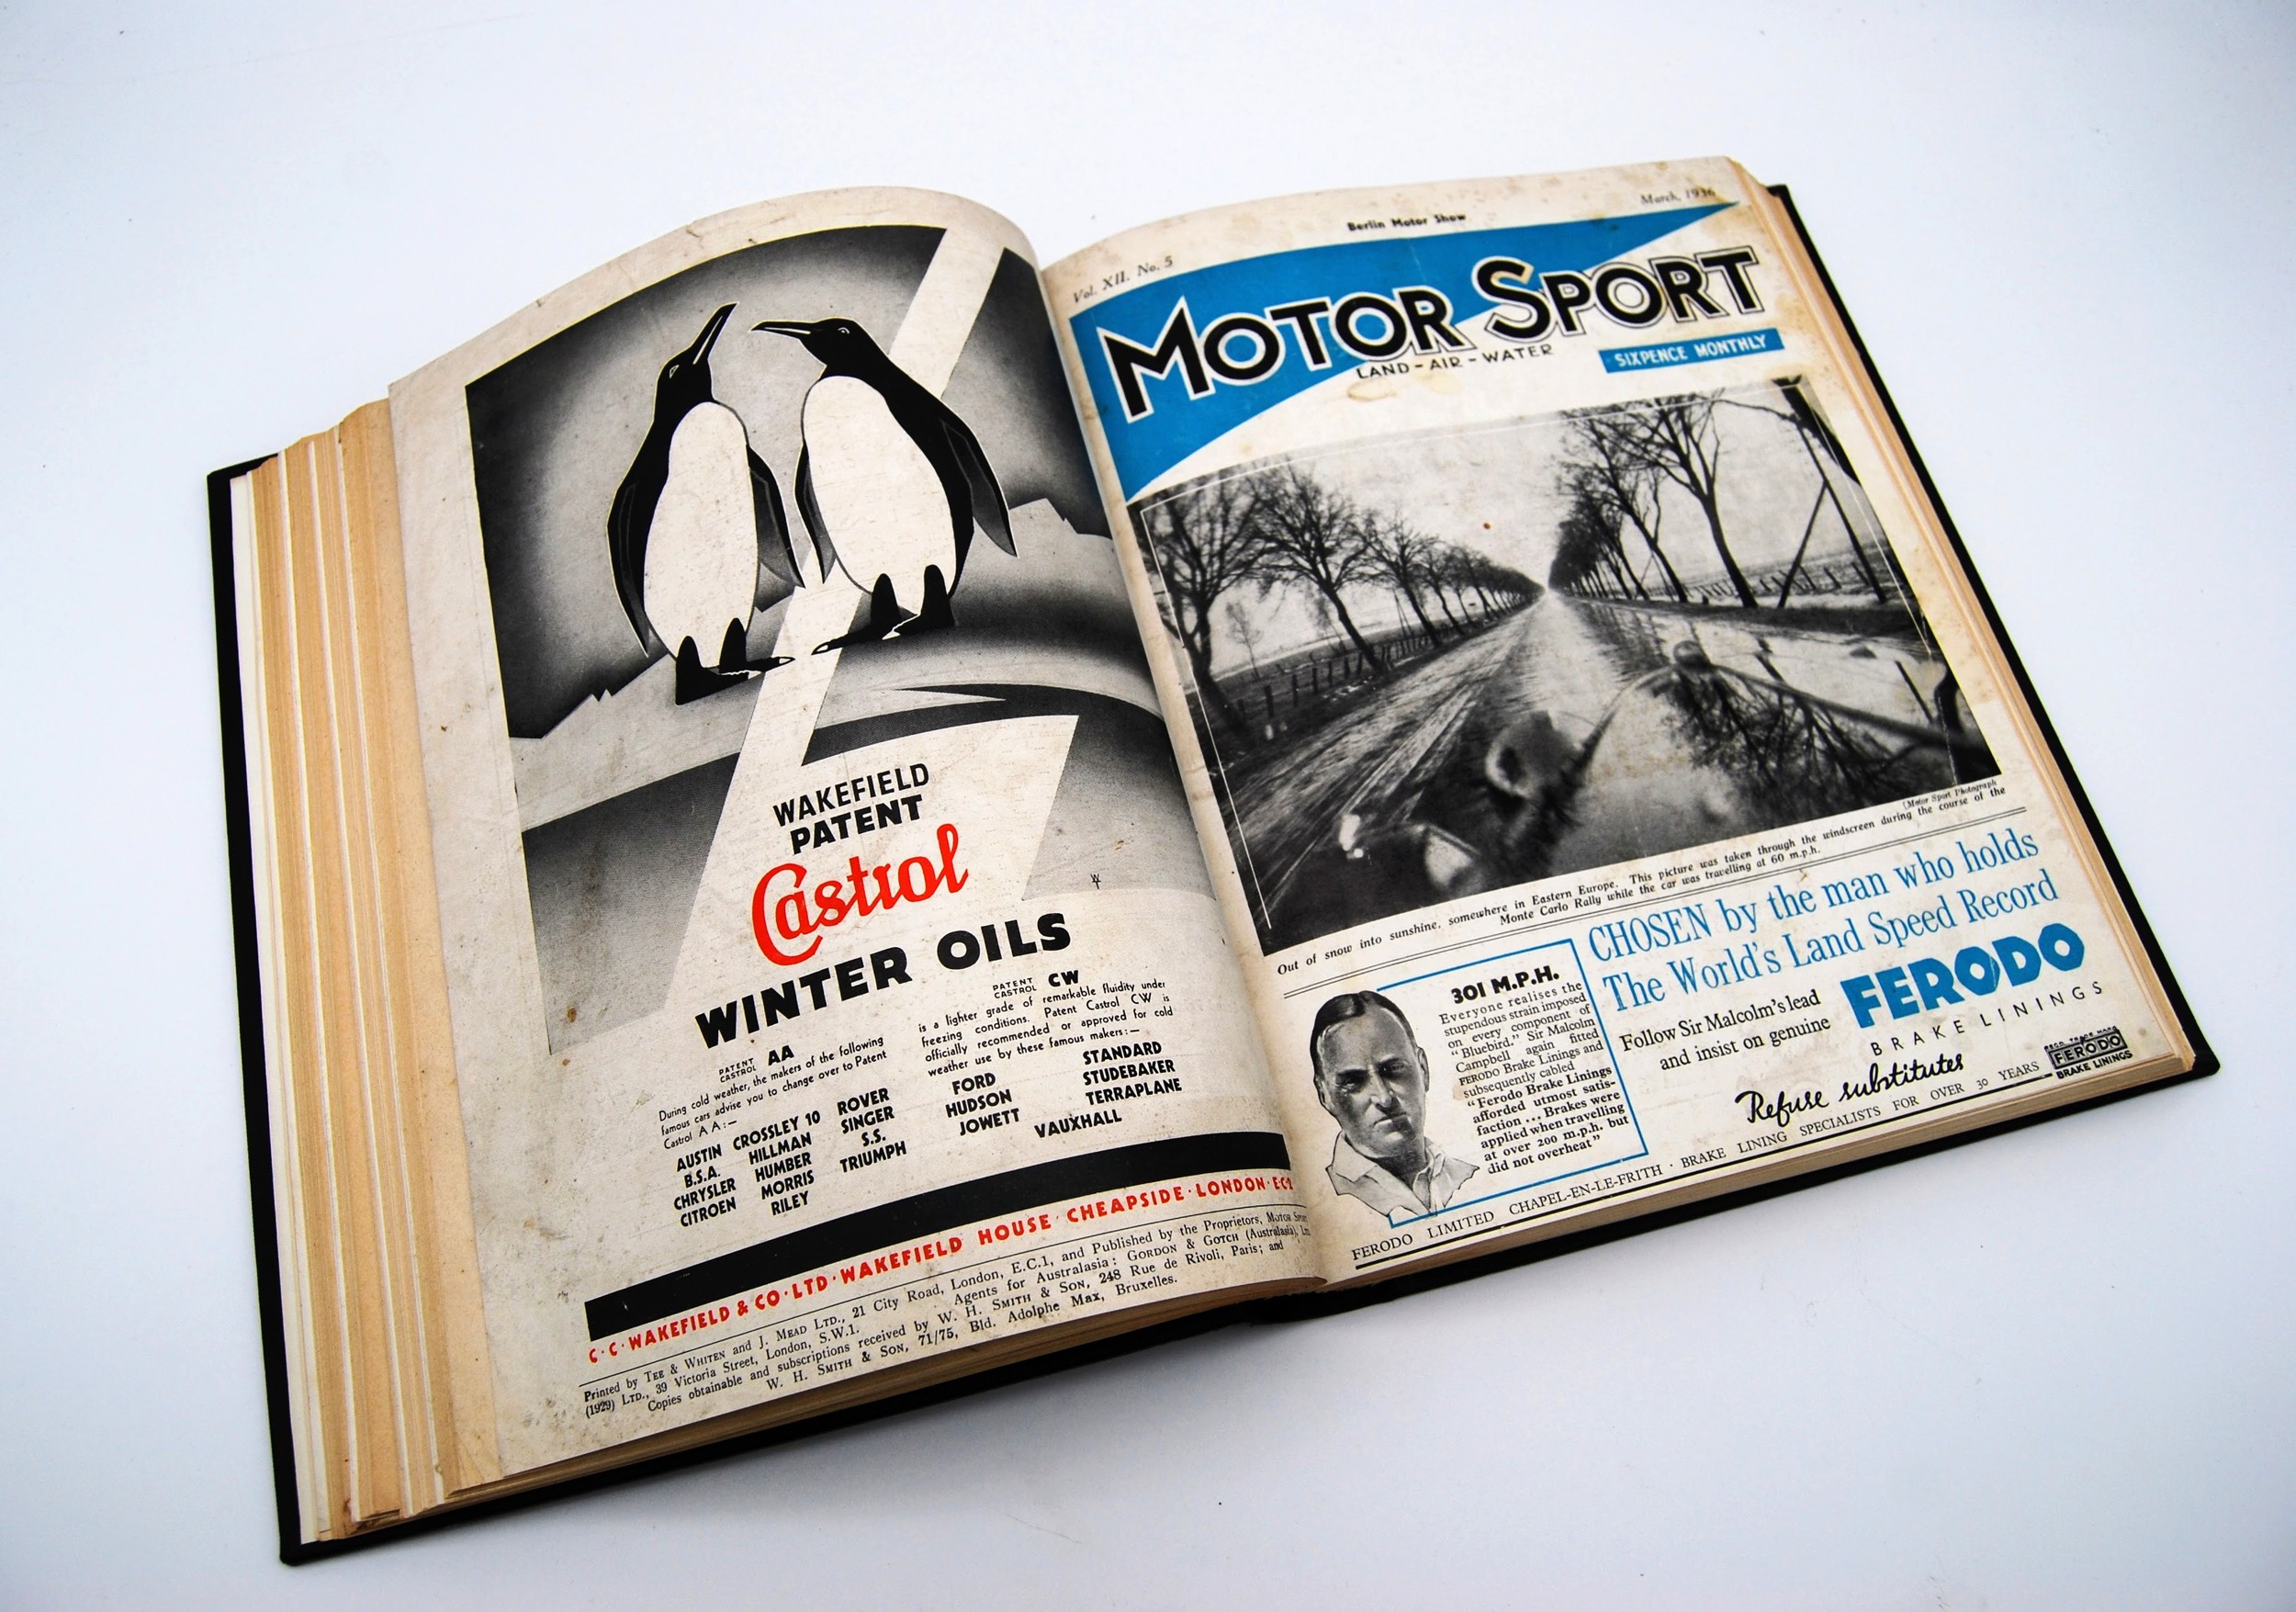 WAKEFIELD
PATENT
Castrol
WINTER OILS
PATENT
CASTROL AA
During cold weather, the makers of the following
famous cars advise you to change over to Patent
Castrol AA:—
AUSTIN CROSSLEY 10 ROVER
B.S.A. HILLMAN SINGER
CHRYSLER HUMBER S.S.
CITROEN MORRIS TRIUMPH
RILEY
PATENT
CASTROL CW
is a lighter grade of remarkable fluidity under
freezing conditions. Patent Castrol CW is
officially recommended or approved for cold
weather use by these famous makers:—
FORD STANDARD
HUDSON STUDEBAKER
JOWETT TERRAPLANE
VAUXHALL
C·C·WAKEFIELD & CO·LTD·WAKEFIELD HOUSE·CHEAPSIDE·LONDON·EC2
Printed by TEE & WHITEN and J. MEAD LTD., 21 City Road, London, E.C.1, and Published by the Proprietors, MOTOR SPORT
(1929) LTD., 39 Victoria Street, London, S.W.1. Agents for Australasia: GORDON & GOTCH (Australasia),
Copies obtainable and subscriptions received by W. H. SMITH & SON, 248 Rue de Rivoli, Paris; and
W. H. SMITH & SON, 71/75, Bld. Adolphe Max, Bruxelles.
Vol. XII. No. 5
Berlin Motor Show
March, 1936
MOTOR SPORT
LAND - AIR - WATER
SIXPENCE MONTHLY
[Motor Sport Photograph
Out of snow into sunshine, somewhere in Eastern Europe. This picture was taken through the windscreen during the course of the
Monte Carlo Rally while the car was travelling at 60 m.p.h.
CHOSEN by the man who holds
The World's Land Speed Record
301 M.P.H.
Everyone realises the
stupendous strain imposed
on every component of
"Bluebird." Sir Malcolm
Campbell again fitted
FERODO Brake Linings and
subsequently cabled
"Ferodo Brake Linings
afforded utmost satis-
faction ... Brakes were
applied when travelling
at over 200 m.p.h. but
did not overheat"
Follow Sir Malcolm's lead
and insist on genuine
FERODO
BRAKE LININGS
Refuse substitutes
REGD. TRADE MARK
FERODO
BRAKE LININGS
FERODO LIMITED CHAPEL-EN-LE-FRITH · BRAKE LINING SPECIALISTS FOR OVER 30 YEARS